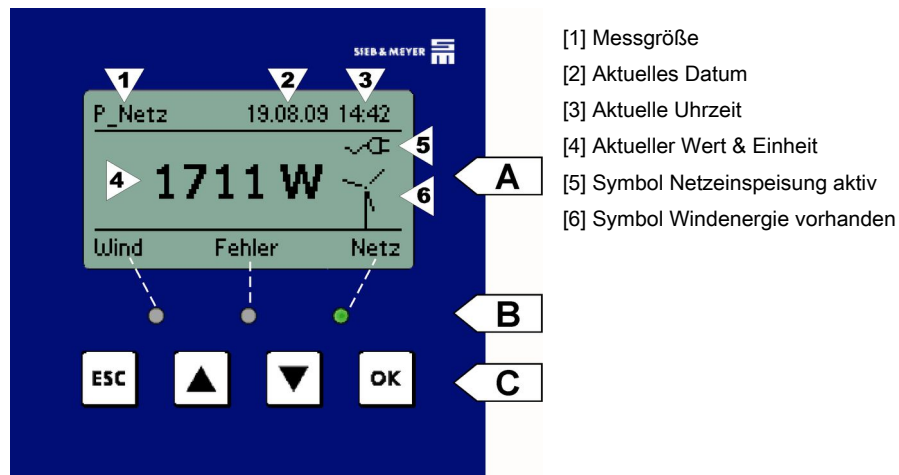 SIEB & MEYER
1 2 3
P_Netz 19.08.09 14:42
5
4 1711 W
6
Wind Fehler Netz
ESC ▲ ▼ OK
A
B
C
[1] Messgröße
[2] Aktuelles Datum
[3] Aktuelle Uhrzeit
[4] Aktueller Wert & Einheit
[5] Symbol Netzeinspeisung aktiv
[6] Symbol Windenergie vorhanden